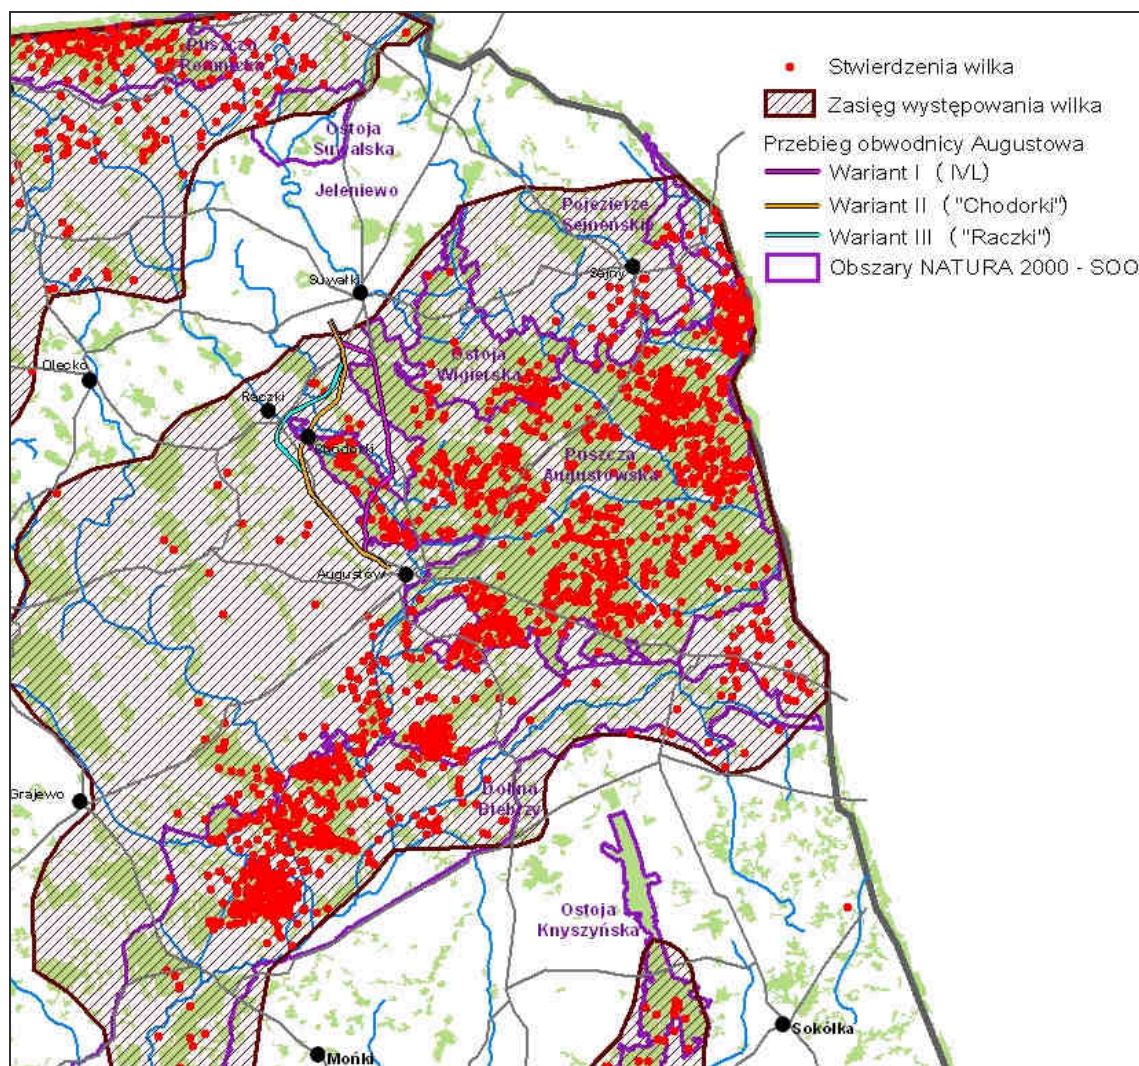 Puszcza
Romnicka
Ostoja
Suwalska
Jeleniewo
Pojezierze
Sejneńskie
Sejny
Suwałki
Olecko
Raczki
Chodorki
Ostoja
Wigierska
Puszcza
Augustowska
Augustów
Grajewo
Dolina
Biebrzy
Ostoja
Knyszyńska
Sokółka
Mońki
Stwierdzenia wilka
Zasięg występowania wilka
Przebieg obwodnicy Augustowa
Wariant I ( IVL)
Wariant II ( "Chodorki")
Wariant III ( "Raczki")
Obszary NATURA 2000 - SOO